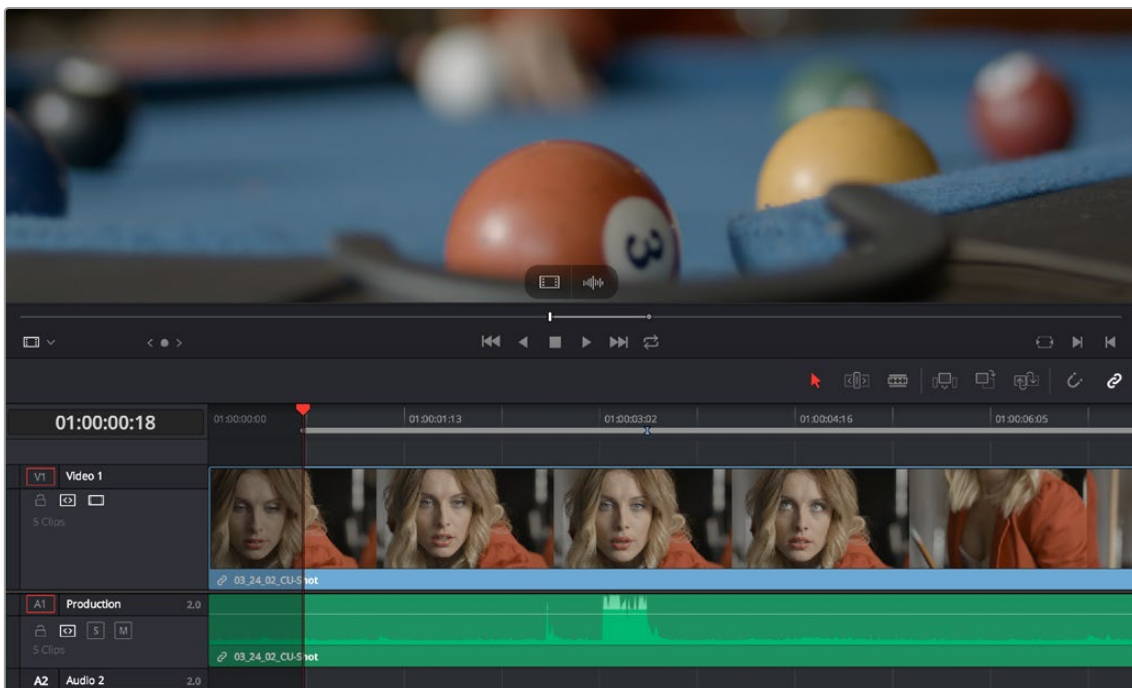 3
01:00:00:18
01:00:00:00
01:00:01:13
01:00:03:02
01:00:04:16
01:00:06:05
V1 Video 1
5 Clips
03_24_02_CU-Shot
A1 Production 2.0
S M
5 Clips
03_24_02_CU-Shot
A2 Audio 2 2.0